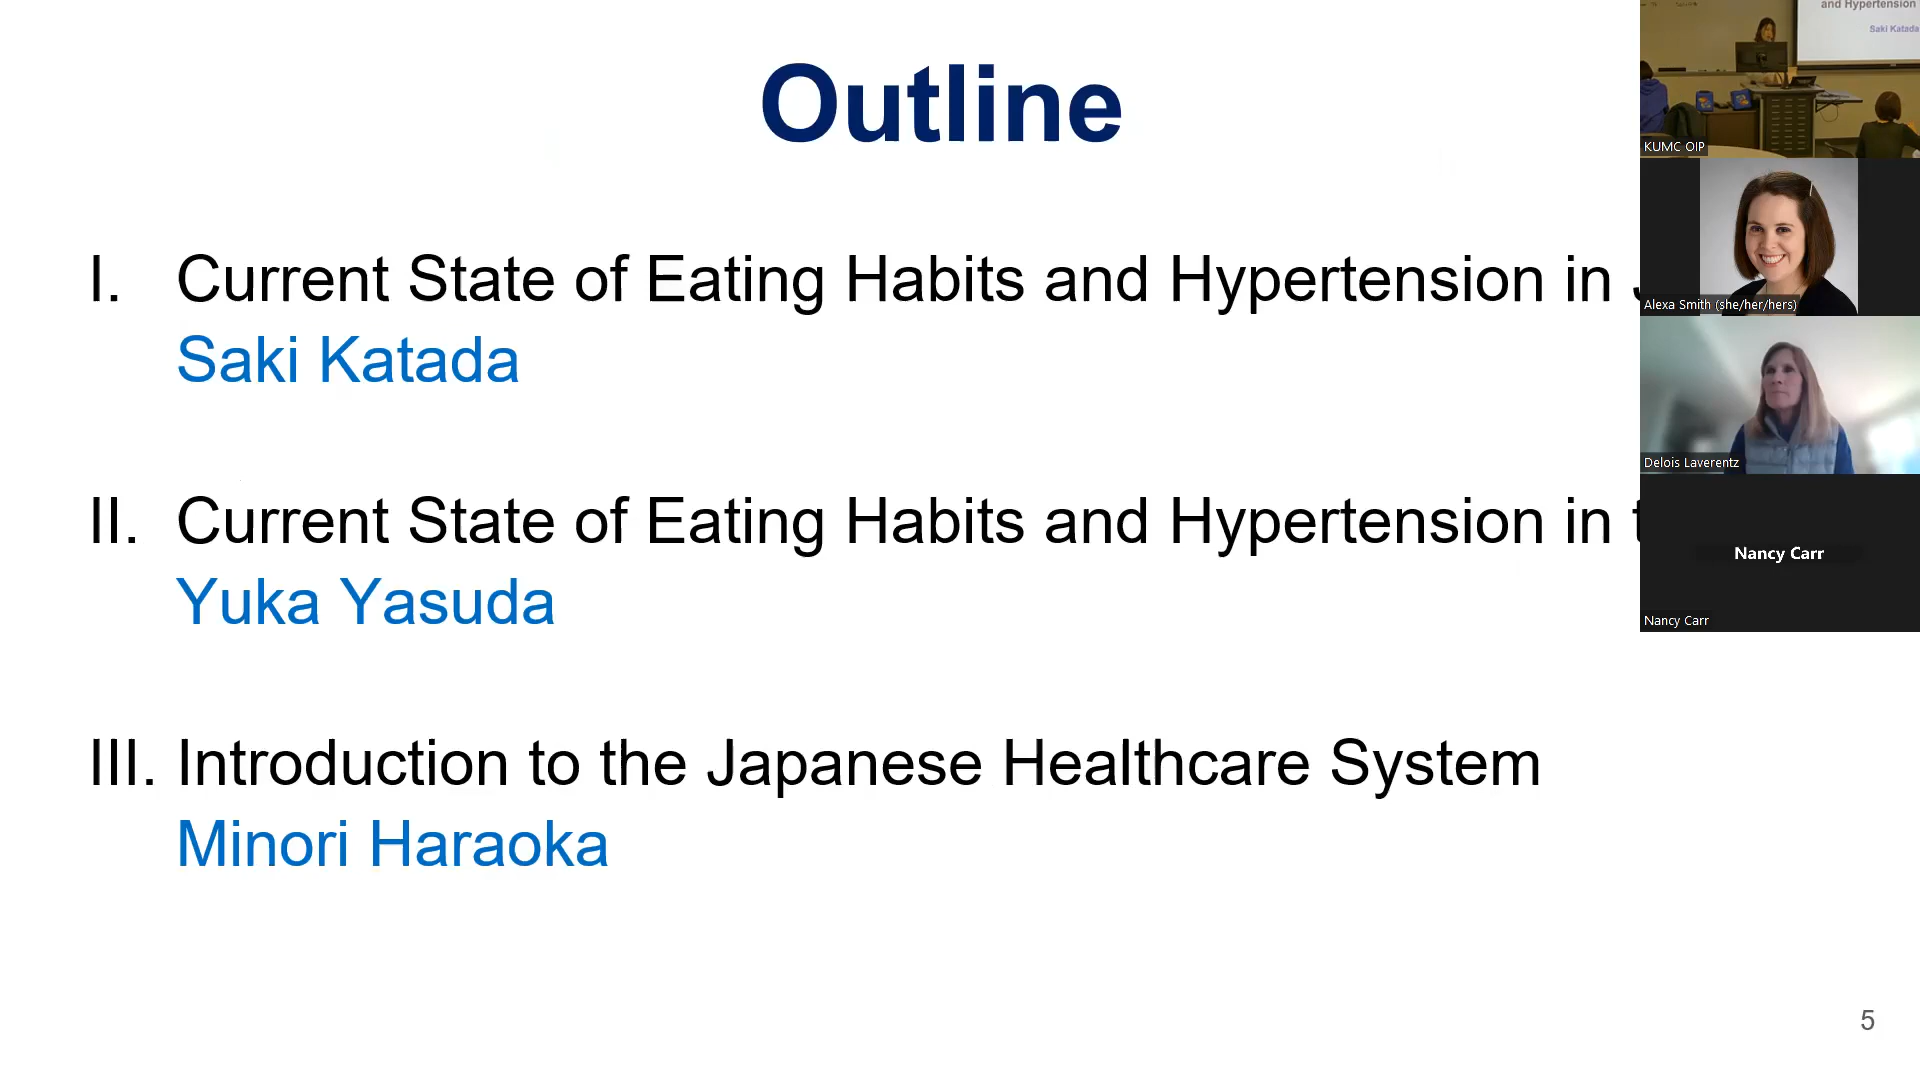 Outline
I. Current State of Eating Habits and Hypertension in
Saki Katada
II. Current State of Eating Habits and Hypertension in
Yuka Yasuda
III. Introduction to the Japanese Healthcare System
Minori Haraoka
5
and Hypertension
Saki Katada
KUMC OIP
Alexa Smith (she/her/hers)
Delois Laverentz
Nancy Carr
Nancy Carr